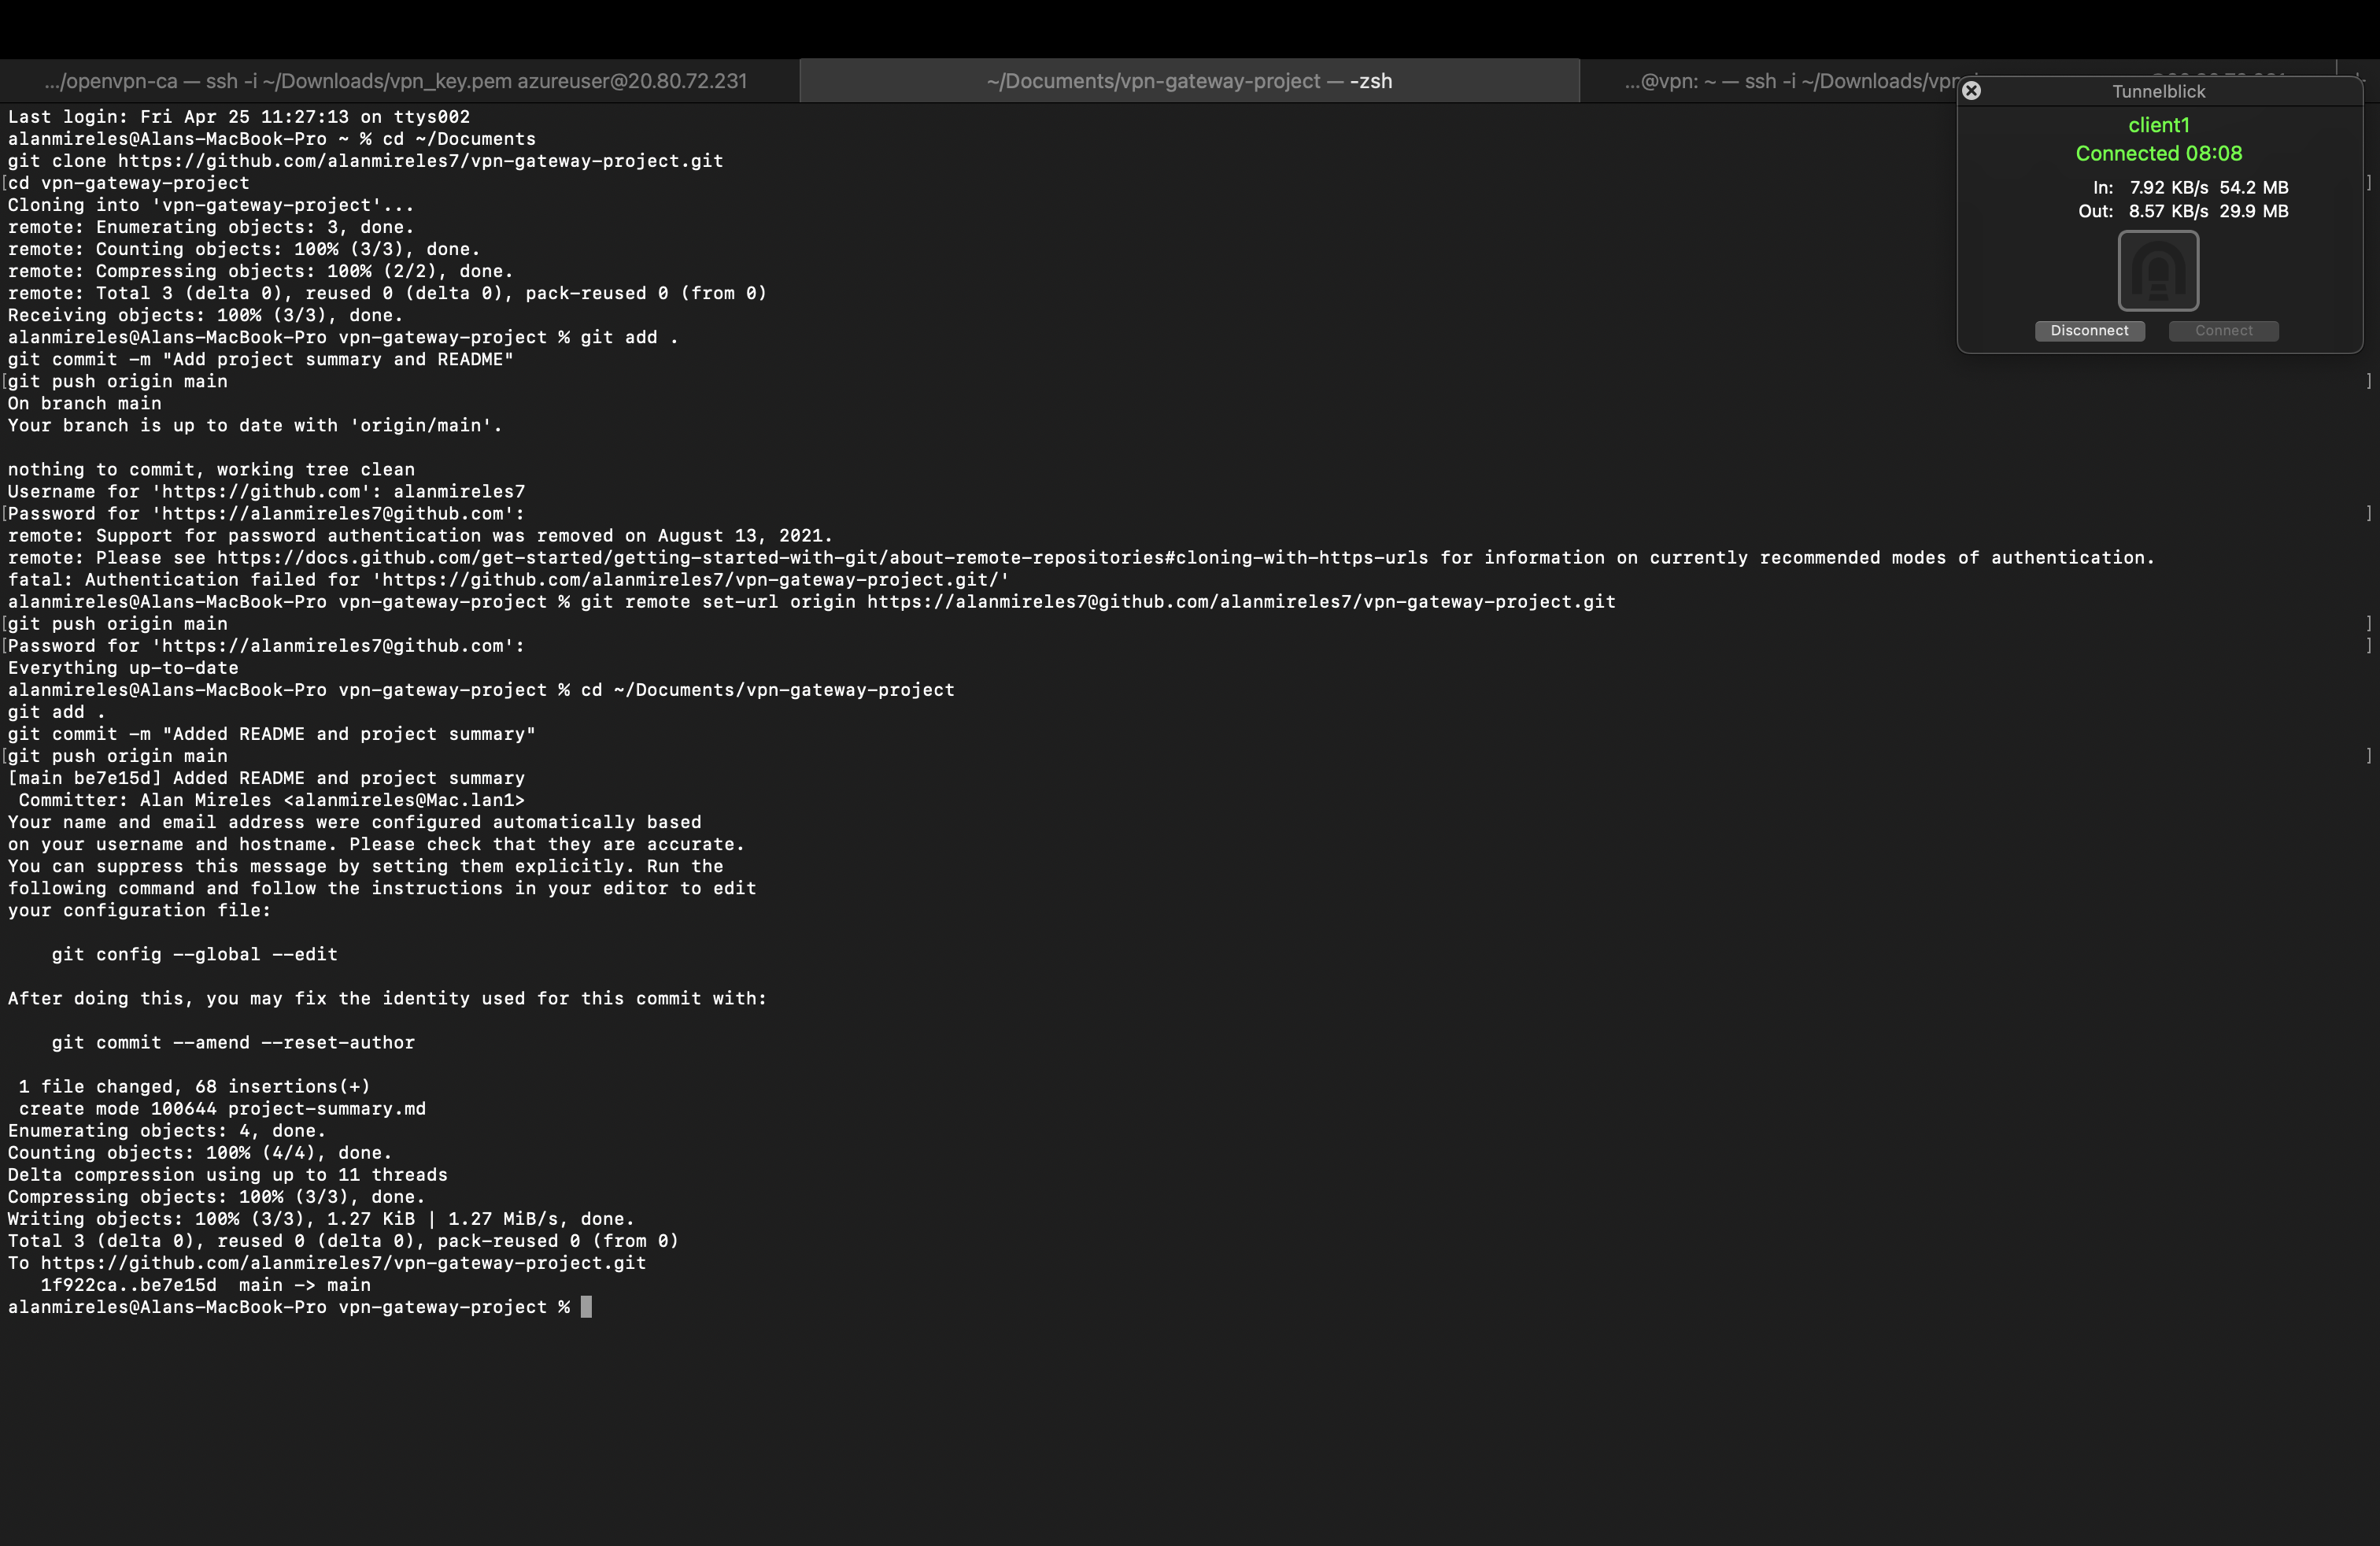 .../openvpn-ca — ssh -i ~/Downloads/vpn_key.pem azureuser@20.80.72.231
~/Documents/vpn-gateway-project — -zsh
...@vpn: ~ — ssh -i ~/Downloads/vpn
Tunnelblick
client1
Connected 08:08
In: 7.92 KB/s 54.2 MB
Out: 8.57 KB/s 29.9 MB
Disconnect Connect
Last login: Fri Apr 25 11:27:13 on ttys002
alanmireles@Alans-MacBook-Pro ~ % cd ~/Documents
git clone https://github.com/alanmireles7/vpn-gateway-project.git
[cd vpn-gateway-project ]
Cloning into 'vpn-gateway-project'...
remote: Enumerating objects: 3, done.
remote: Counting objects: 100% (3/3), done.
remote: Compressing objects: 100% (2/2), done.
remote: Total 3 (delta 0), reused 0 (delta 0), pack-reused 0 (from 0)
Receiving objects: 100% (3/3), done.
alanmireles@Alans-MacBook-Pro vpn-gateway-project % git add .
git commit -m "Add project summary and README"
[git push origin main ]
On branch main
Your branch is up to date with 'origin/main'.
nothing to commit, working tree clean
Username for 'https://github.com': alanmireles7
[Password for 'https://alanmireles7@github.com': ]
remote: Support for password authentication was removed on August 13, 2021.
remote: Please see https://docs.github.com/get-started/getting-started-with-git/about-remote-repositories#cloning-with-https-urls for information on currently recommended modes of authentication.
fatal: Authentication failed for 'https://github.com/alanmireles7/vpn-gateway-project.git/'
alanmireles@Alans-MacBook-Pro vpn-gateway-project % git remote set-url origin https://alanmireles7@github.com/alanmireles7/vpn-gateway-project.git
[git push origin main ]
[Password for 'https://alanmireles7@github.com': ]
Everything up-to-date
alanmireles@Alans-MacBook-Pro vpn-gateway-project % cd ~/Documents/vpn-gateway-project
git add .
git commit -m "Added README and project summary"
[git push origin main ]
[main be7e15d] Added README and project summary
Committer: Alan Mireles <alanmireles@Mac.lan1>
Your name and email address were configured automatically based
on your username and hostname. Please check that they are accurate.
You can suppress this message by setting them explicitly. Run the
following command and follow the instructions in your editor to edit
your configuration file:
git config --global --edit
After doing this, you may fix the identity used for this commit with:
git commit --amend --reset-author
1 file changed, 68 insertions(+)
create mode 100644 project-summary.md
Enumerating objects: 4, done.
Counting objects: 100% (4/4), done.
Delta compression using up to 11 threads
Compressing objects: 100% (3/3), done.
Writing objects: 100% (3/3), 1.27 KiB | 1.27 MiB/s, done.
Total 3 (delta 0), reused 0 (delta 0), pack-reused 0 (from 0)
To https://github.com/alanmireles7/vpn-gateway-project.git
1f922ca..be7e15d main -> main
alanmireles@Alans-MacBook-Pro vpn-gateway-project %